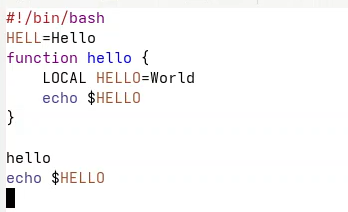 #!/bin/bash
HELL=Hello
function hello {
    LOCAL HELLO=World
    echo $HELLO
}

hello
echo $HELLO